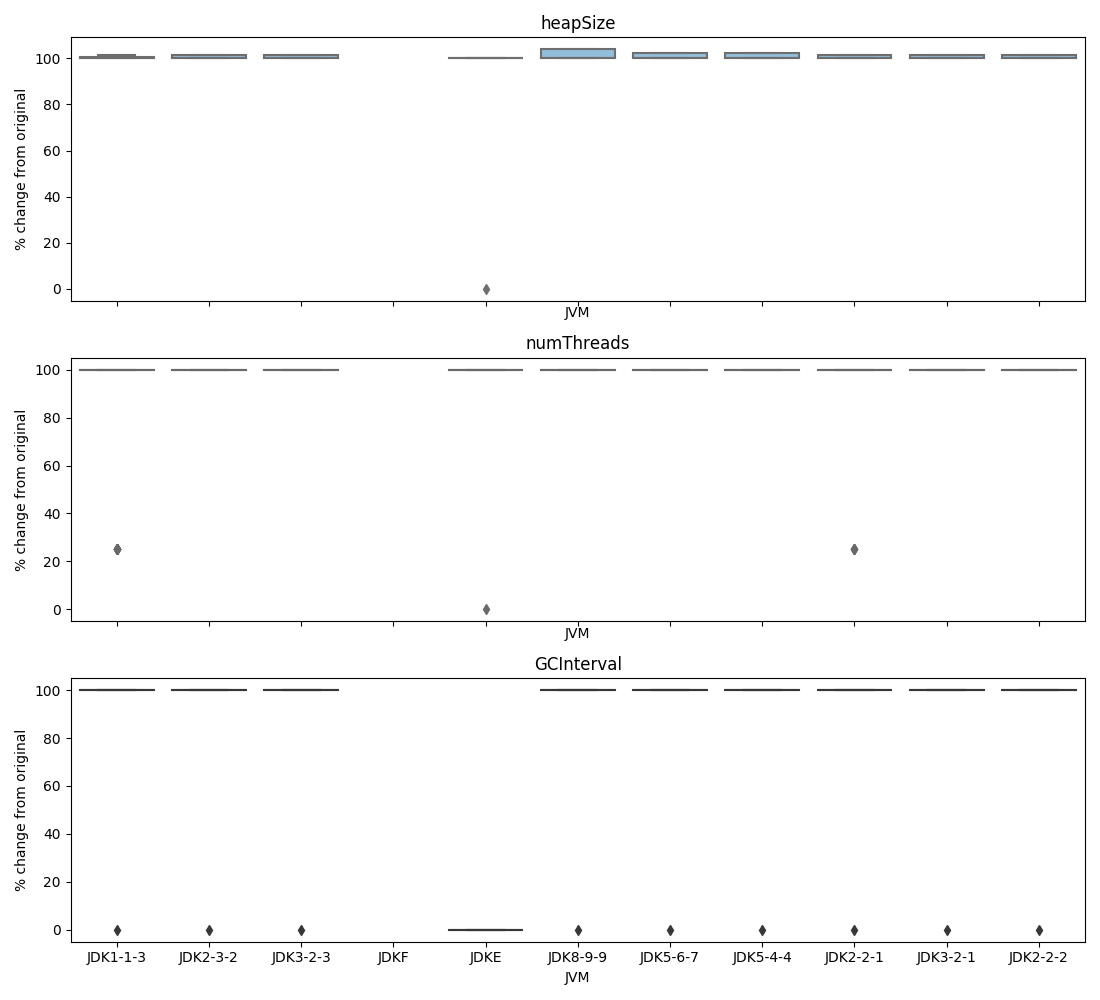 heapSize
100
80
60
40
20
0
% change from original
JVM
numThreads
100
80
60
40
20
0
% change from original
JVM
GCInterval
100
80
60
40
20
0
% change from original
JDK1-1-3 JDK2-3-2 JDK3-2-3 JDKF JDKE JDK8-9-9 JDK5-6-7 JDK5-4-4 JDK2-2-1 JDK3-2-1 JDK2-2-2
JVM